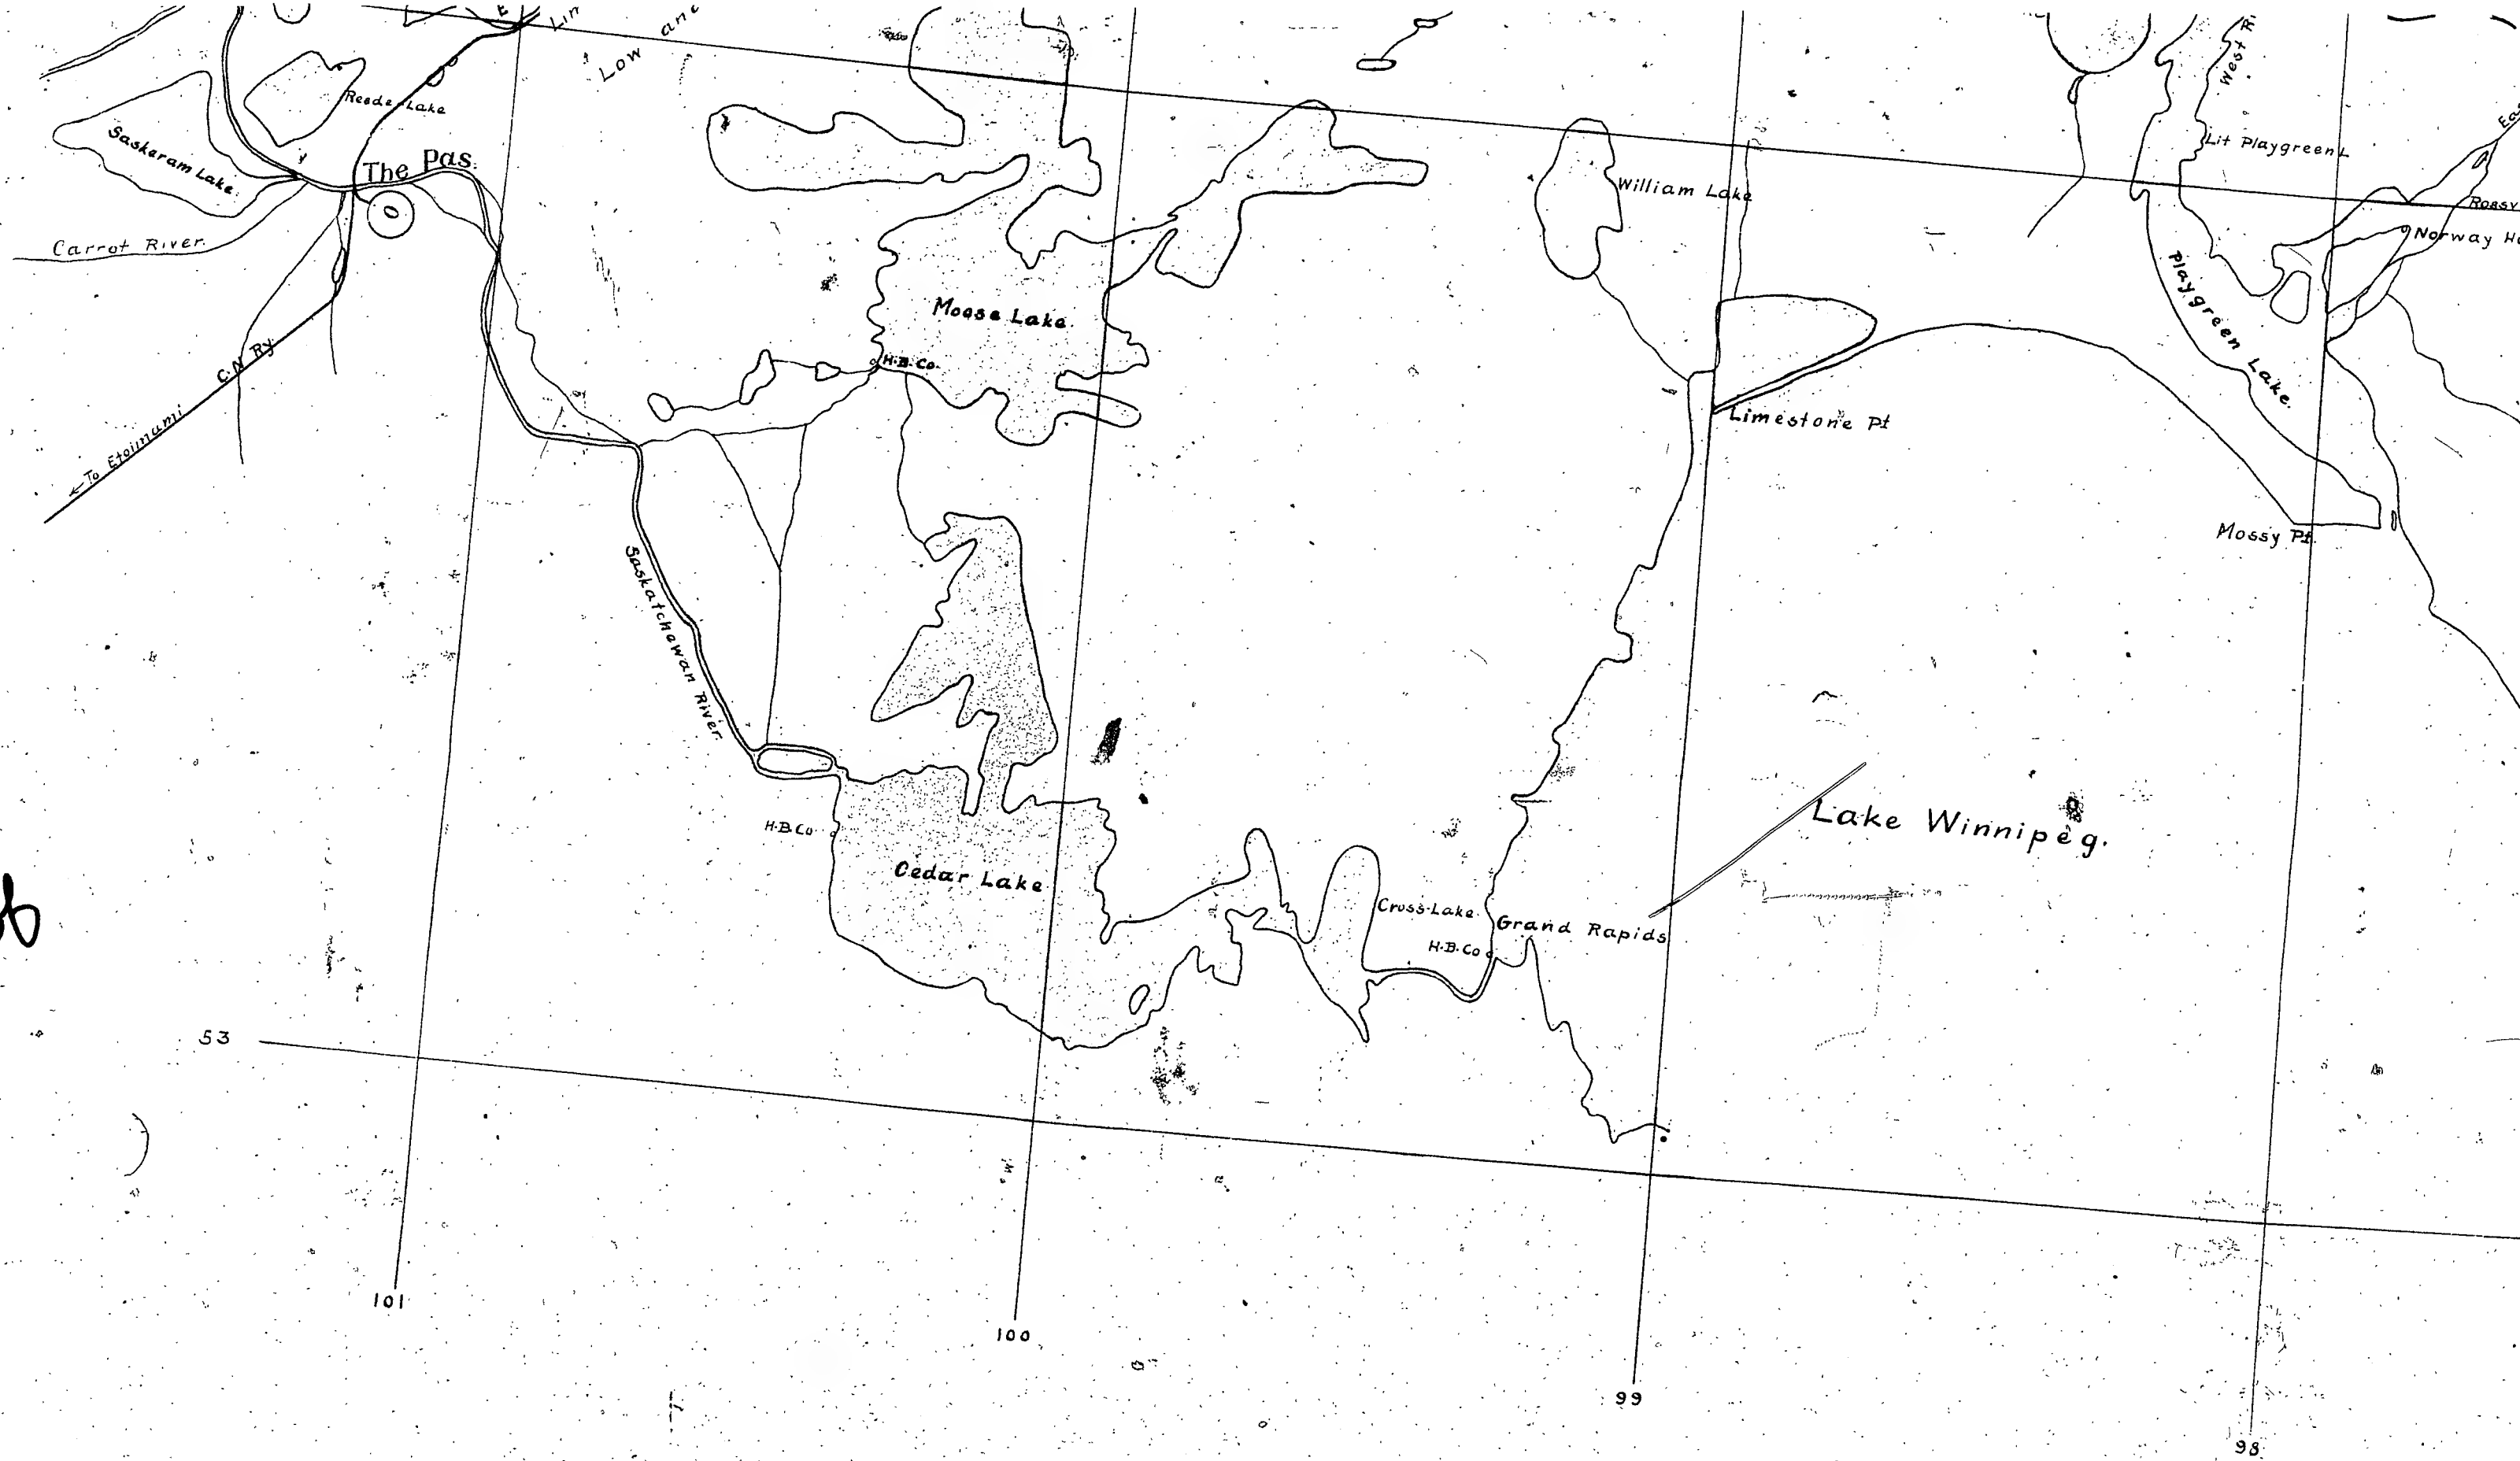 Low
Reeder Lake
Saskeram Lake.
The Pas.
Carrot River.
C.N Ry
← To Etoimami
West R.
Lit Playgreen L
William Lake
Norway
Playgreen Lake.
Moose Lake.
H.B.Co.
Limestone Pt
Mossy Pt.
Saskatchawan River.
Lake Winnipeg.
H.B.Co
Cedar Lake
Cross Lake
Grand Rapids
H.B.Co
53
101
100
99
98